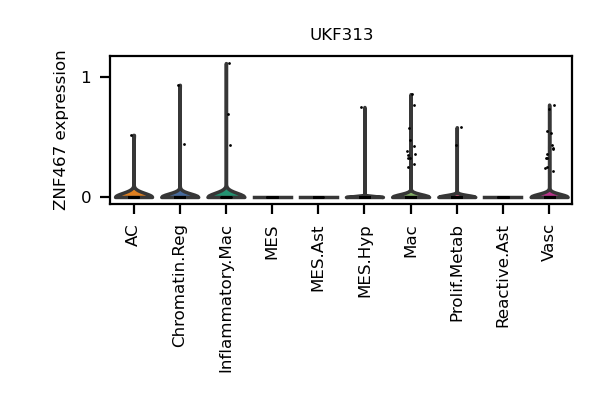 UKF313
ZNF467 expression
1
0
AC
Chromatin.Reg
Inflammatory.Mac
MES
MES.Ast
MES.Hyp
Mac
Prolif.Metab
Reactive.Ast
Vasc